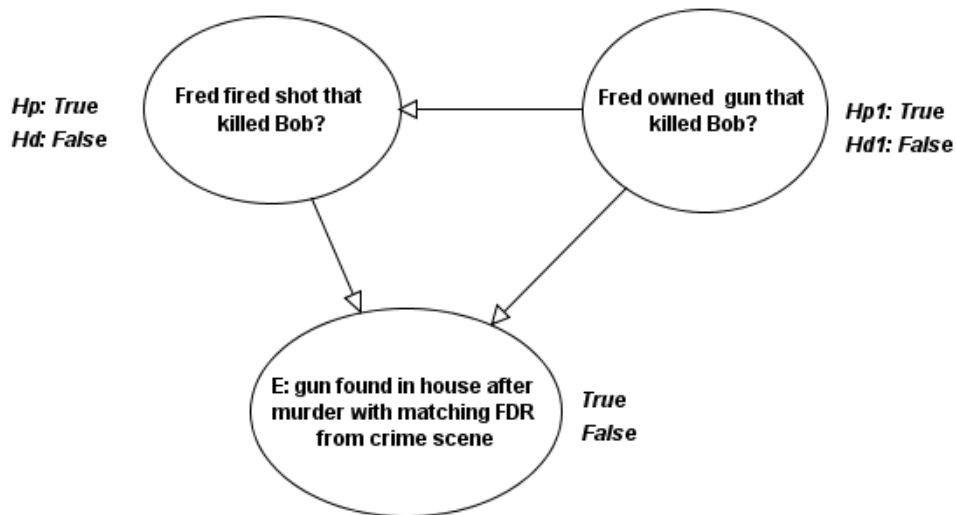 Fred fired shot that
killed Bob?
Hp: True
Hd: False
Fred owned gun that
killed Bob?
Hp1: True
Hd1: False
E: gun found in house after
murder with matching FDR
from crime scene
True
False